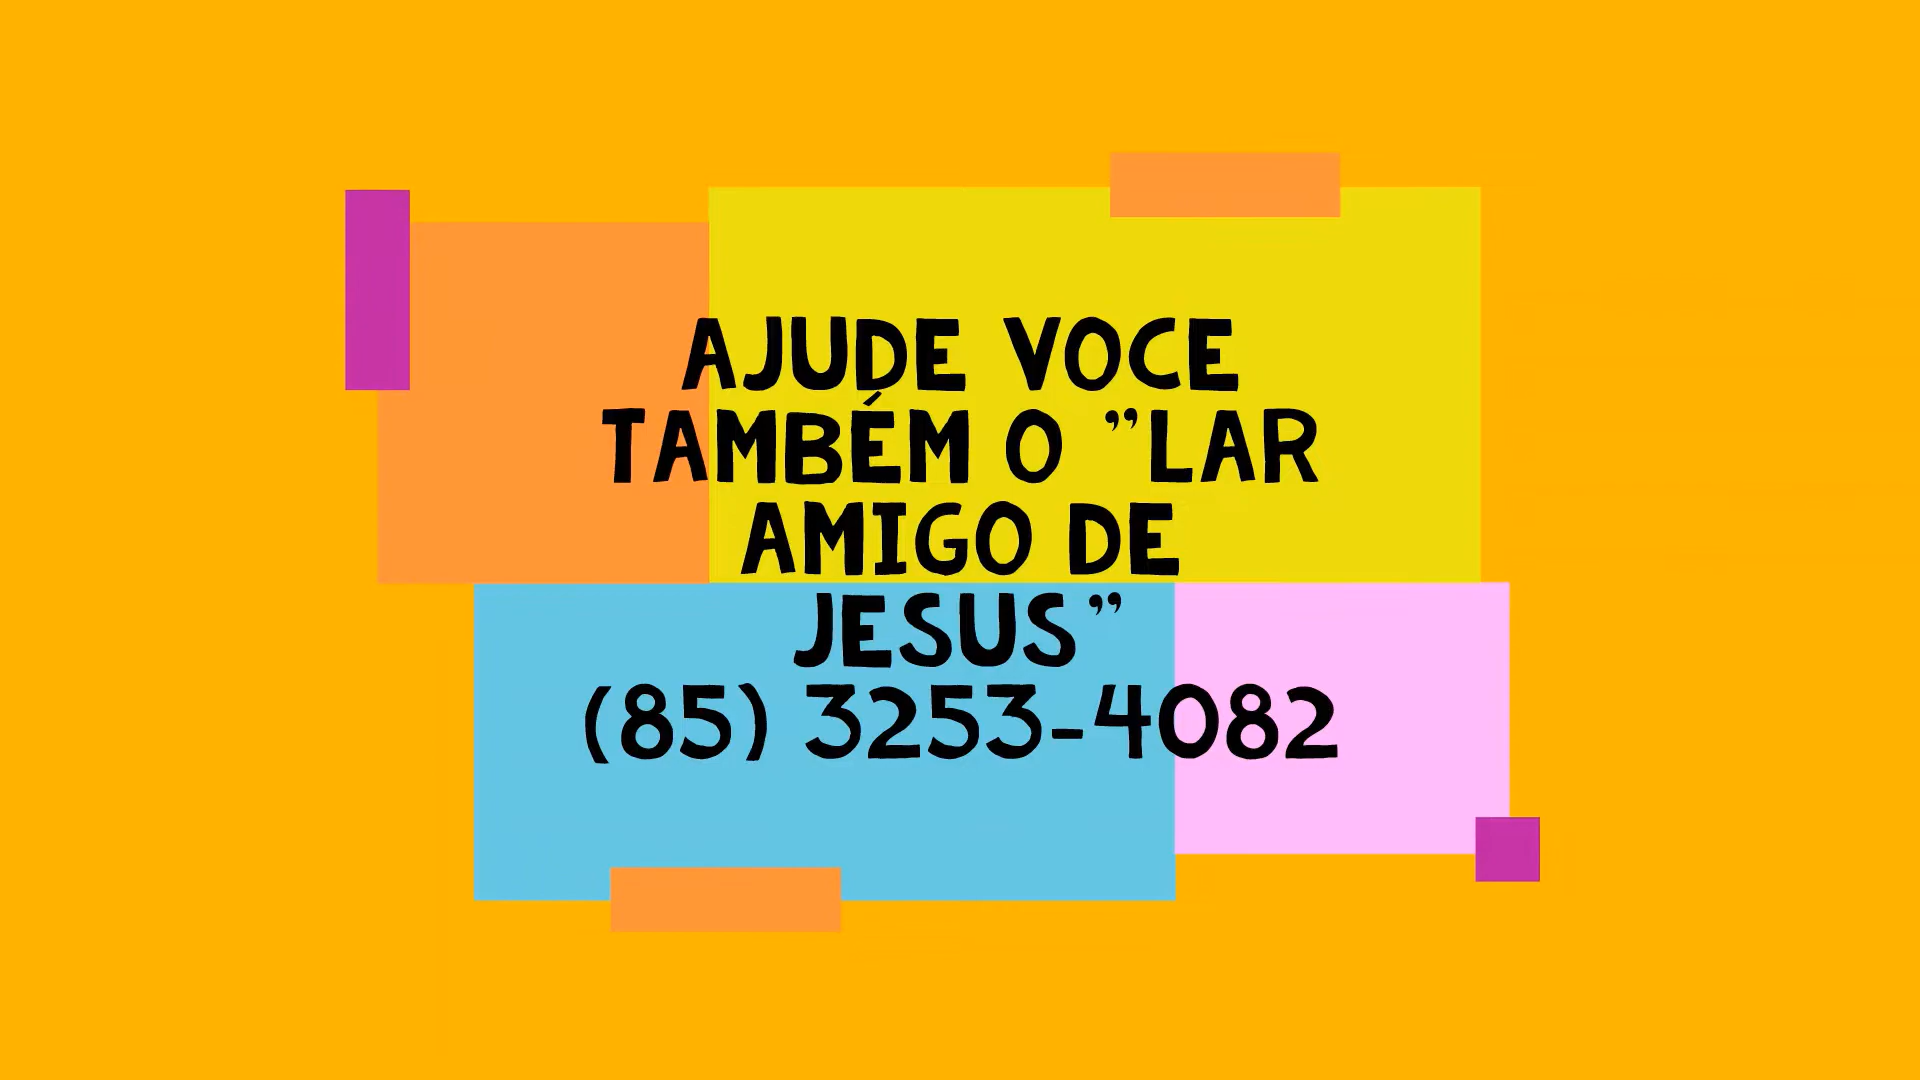 AJUDE VOCE
TAMBÉM O ”LAR
AMIGO DE
JESUS”
(85) 3253-4082